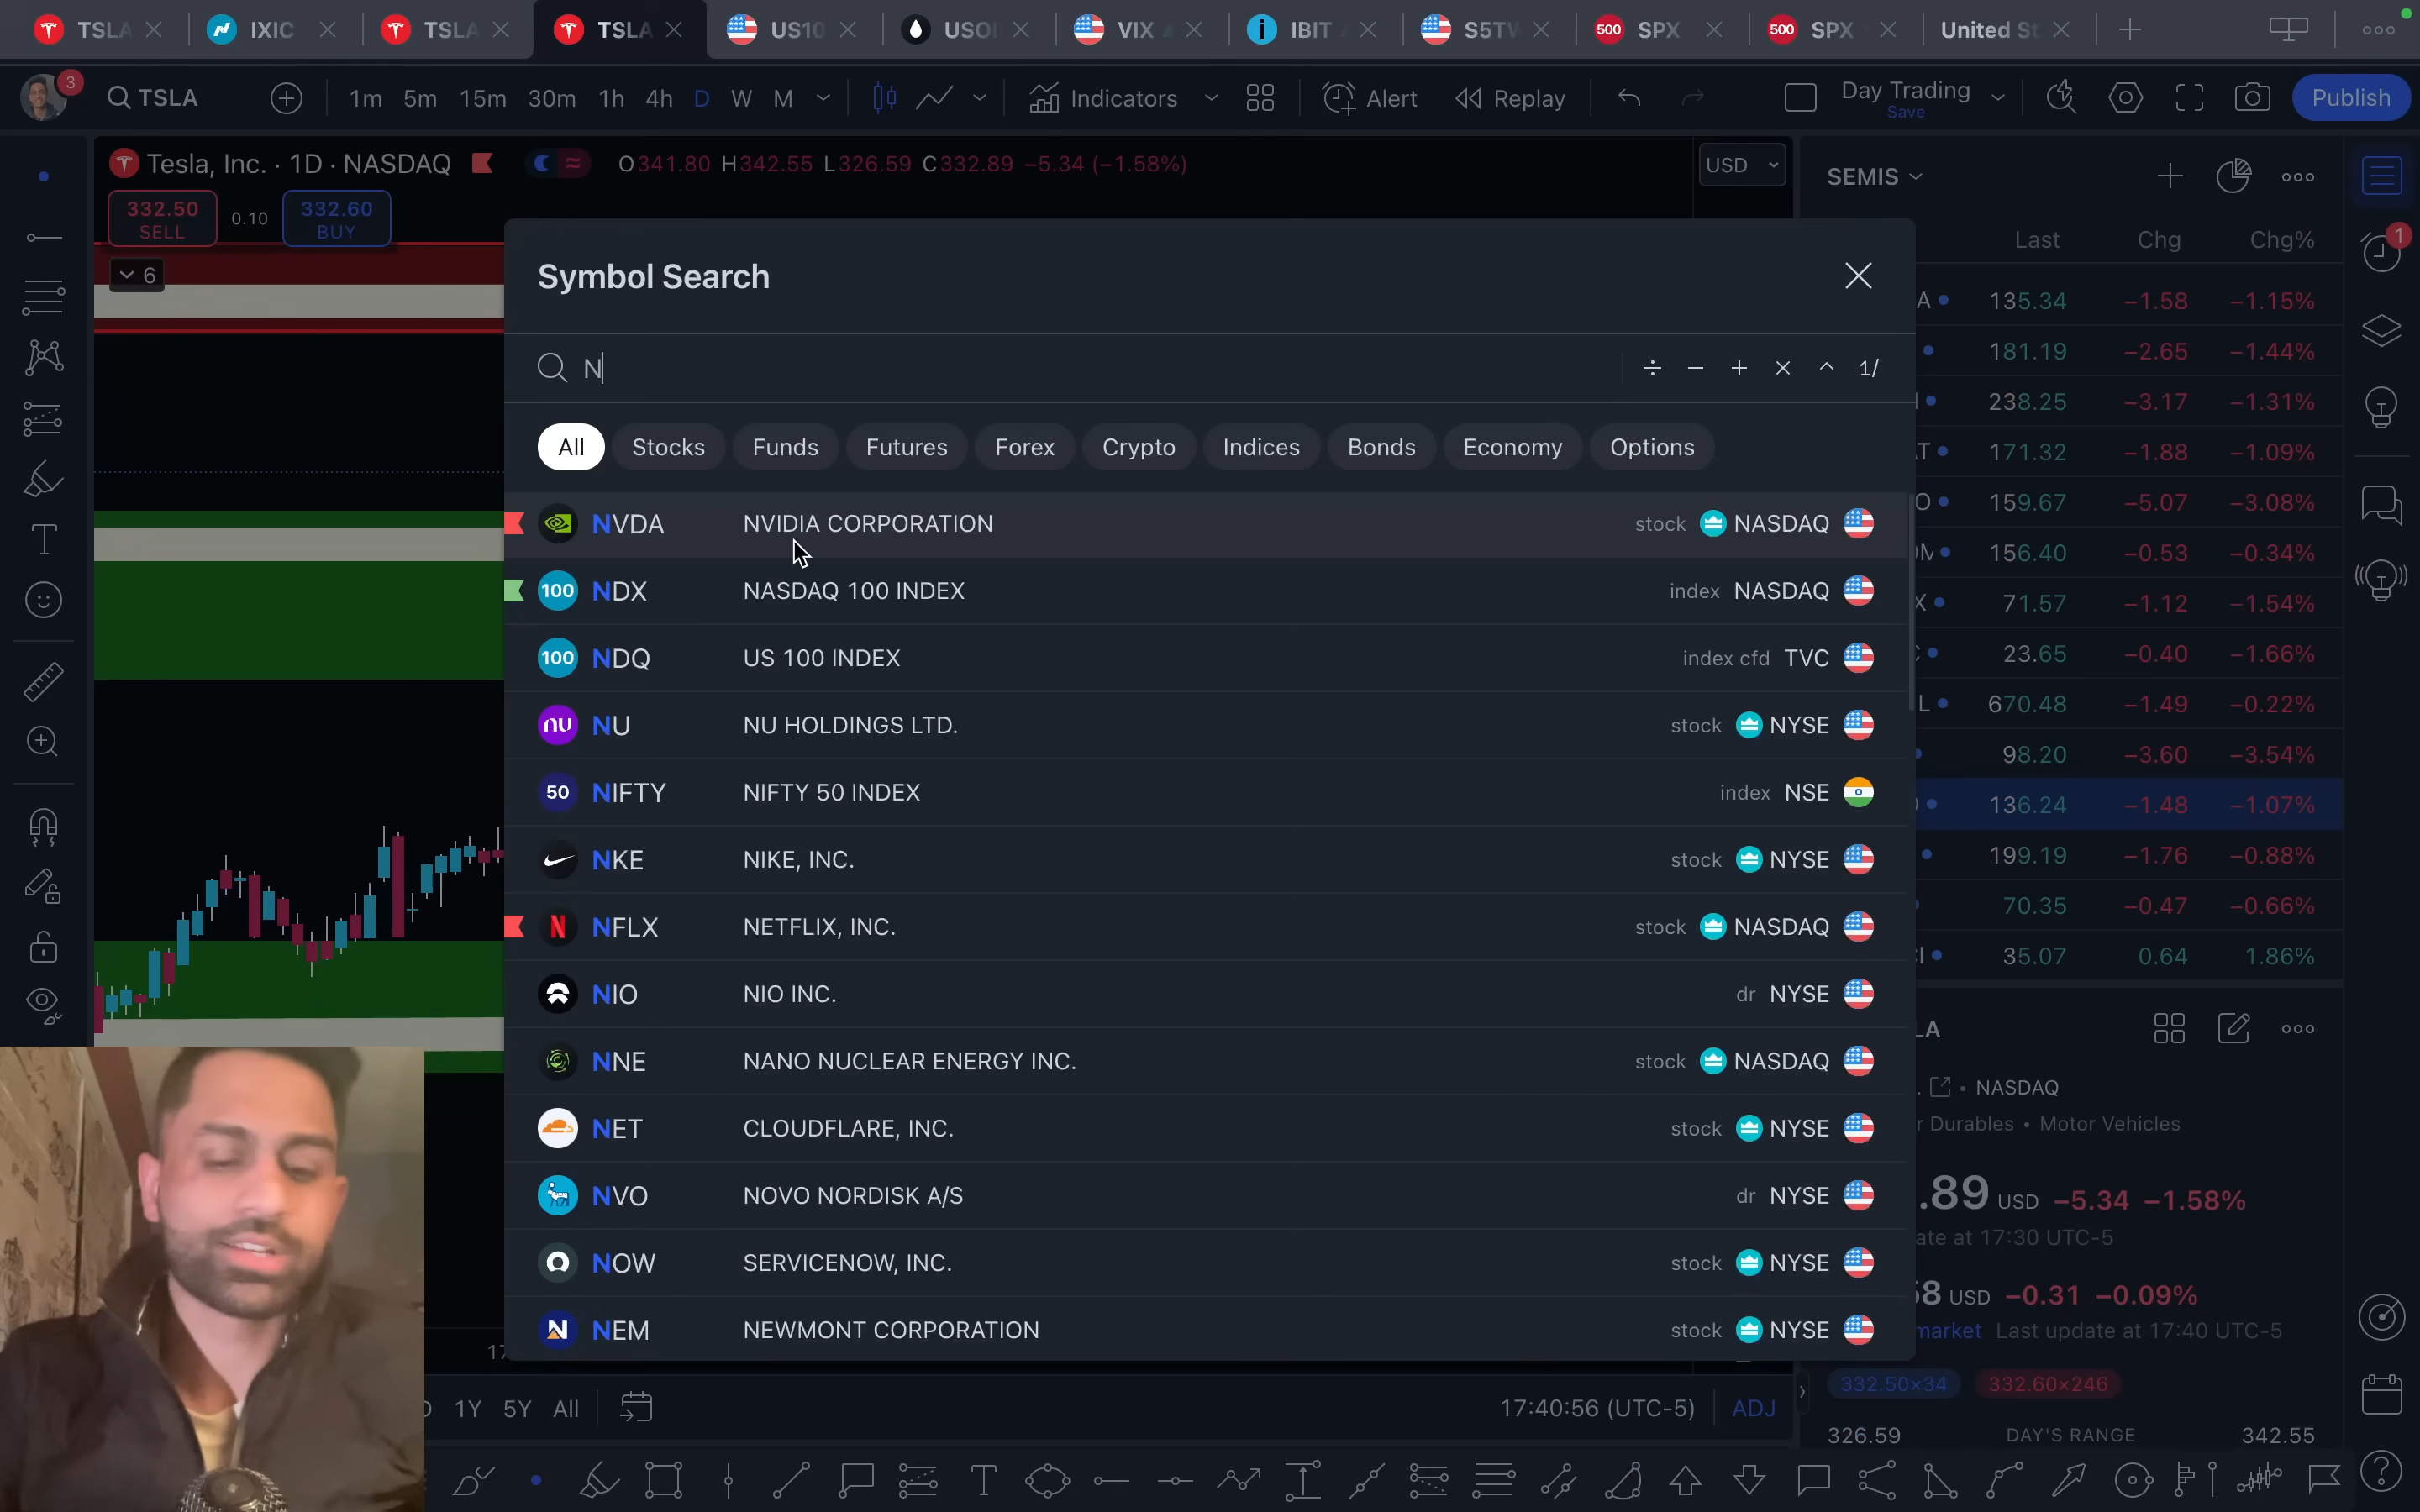 TSLA
IXIC
TSLA
TSLA
US10
USOI
VIX
IBIT
S5TW
500 SPX
500 SPX
United St
3
TSLA
1m 5m 15m 30m 1h 4h D W M
Indicators
Alert
Replay
Day Trading
Save
Publish
Tesla, Inc. · 1D · NASDAQ
O341.80 H342.55 L326.59 C332.89 −5.34 (−1.58%)
USD
332.50
SELL
0.10
332.60
BUY
6
SEMIS
Last Chg Chg%
A 135.34 −1.58 −1.15%
181.19 −2.65 −1.44%
238.25 −3.17 −1.31%
T 171.32 −1.88 −1.09%
O 159.67 −5.07 −3.08%
M 156.40 −0.53 −0.34%
X 71.57 −1.12 −1.54%
C 23.65 −0.40 −1.66%
L 670.48 −1.49 −0.22%
98.20 −3.60 −3.54%
136.24 −1.48 −1.07%
199.19 −1.76 −0.88%
70.35 −0.47 −0.66%
35.07 0.64 1.86%
1
Symbol Search
N
÷ − + × ^ 1/
All Stocks Funds Futures Forex Crypto Indices Bonds Economy Options
NVDA NVIDIA CORPORATION stock NASDAQ
100 NDX NASDAQ 100 INDEX index NASDAQ
100 NDQ US 100 INDEX index cfd TVC
nu NU NU HOLDINGS LTD. stock NYSE
50 NIFTY NIFTY 50 INDEX index NSE
NKE NIKE, INC. stock NYSE
N NFLX NETFLIX, INC. stock NASDAQ
NIO NIO INC. dr NYSE
NNE NANO NUCLEAR ENERGY INC. stock NASDAQ
NET CLOUDFLARE, INC. stock NYSE
NVO NOVO NORDISK A/S dr NYSE
NOW SERVICENOW, INC. stock NYSE
N NEM NEWMONT CORPORATION stock NYSE
LA
NASDAQ
r Durables • Motor Vehicles
.89 USD −5.34 −1.58%
ate at 17:30 UTC-5
58 USD −0.31 −0.09%
market Last update at 17:40 UTC-5
332.50×34 332.60×246
326.59 DAY'S RANGE 342.55
17
1Y 5Y All
17:40:56 (UTC-5)
ADJ